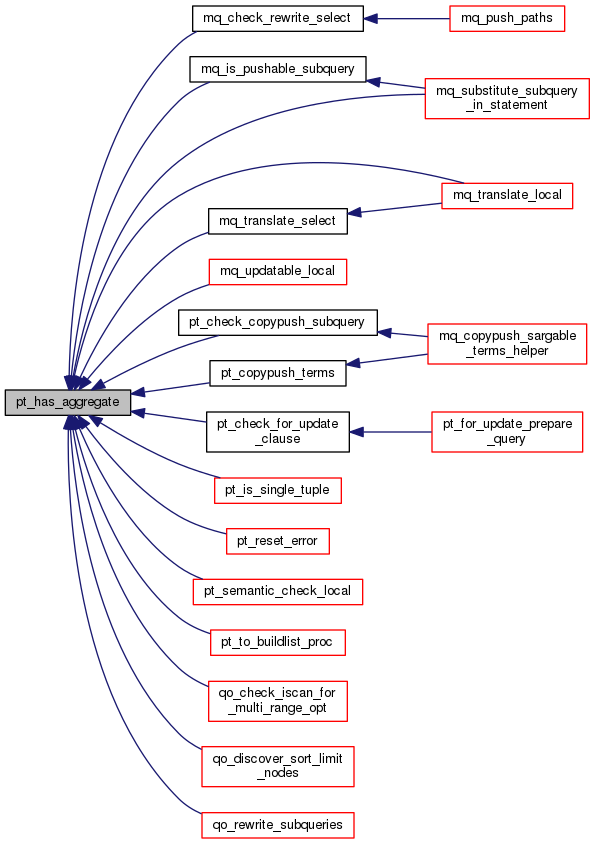 mq_check_rewrite_select
mq_push_paths
mq_is_pushable_subquery
mq_substitute_subquery
_in_statement
mq_translate_local
mq_translate_select
mq_updatable_local
pt_check_copypush_subquery
mq_copypush_sargable
_terms_helper
pt_copypush_terms
pt_has_aggregate
pt_check_for_update
_clause
pt_for_update_prepare
_query
pt_is_single_tuple
pt_reset_error
pt_semantic_check_local
pt_to_buildlist_proc
qo_check_iscan_for
_multi_range_opt
qo_discover_sort_limit
_nodes
qo_rewrite_subqueries